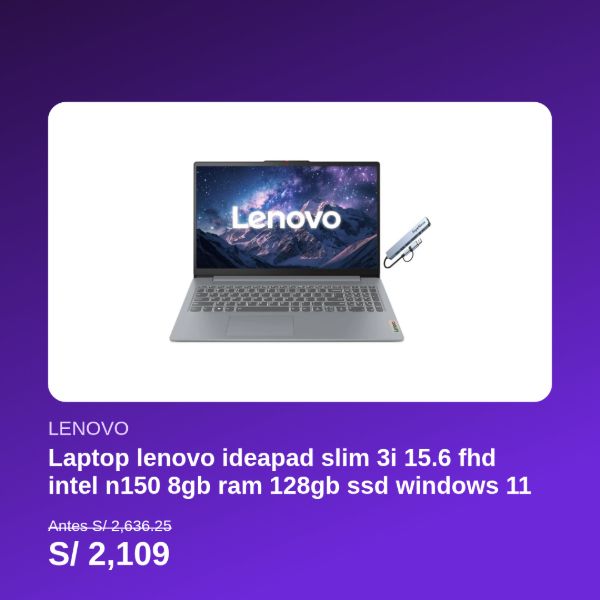 Lenovo
LENOVO
Laptop lenovo ideapad slim 3i 15.6 fhd
intel n150 8gb ram 128gb ssd windows 11
Antes S/ 2,636.25
S/ 2,109